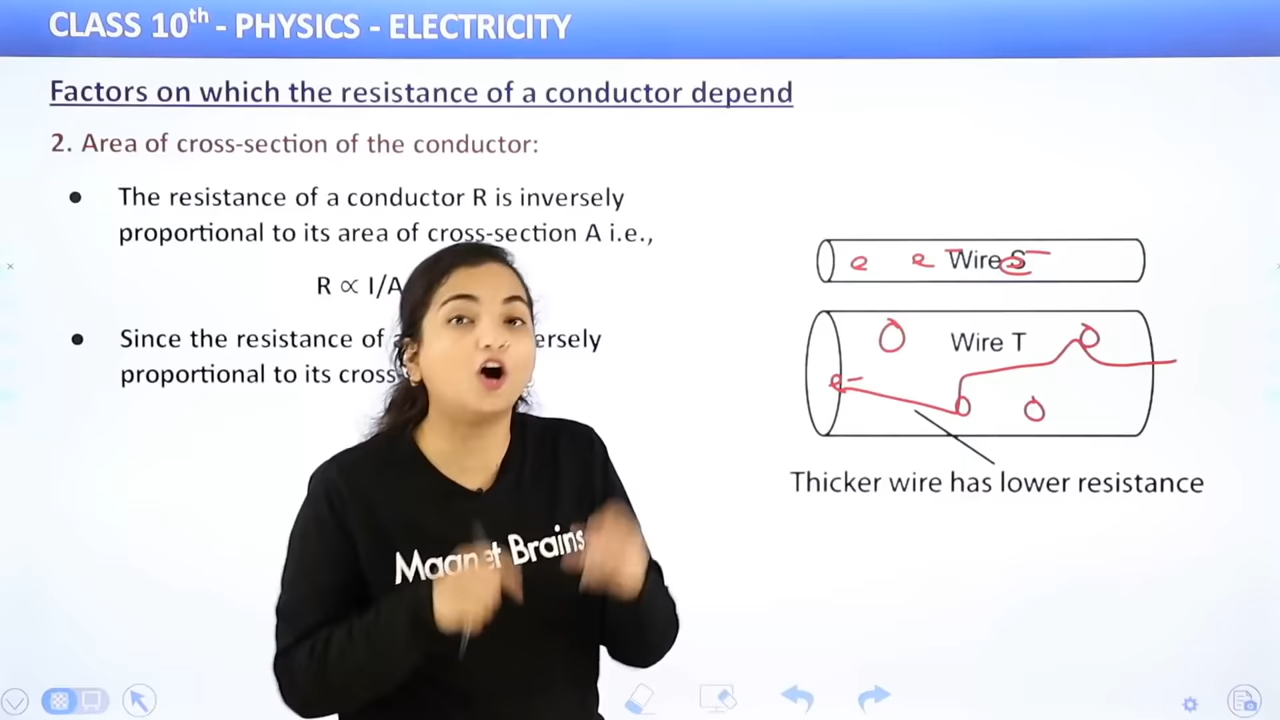 CLASS 10th - PHYSICS - ELECTRICITY
Factors on which the resistance of a conductor depend
2. Area of cross-section of the conductor:
● The resistance of a conductor R is inversely
proportional to its area of cross-section A i.e.,
R ∝ I/A
● Since the resistance of ersely
proportional to its cross
Wire S
e e e
Wire T
e-
Thicker wire has lower resistance
Magnet Brains